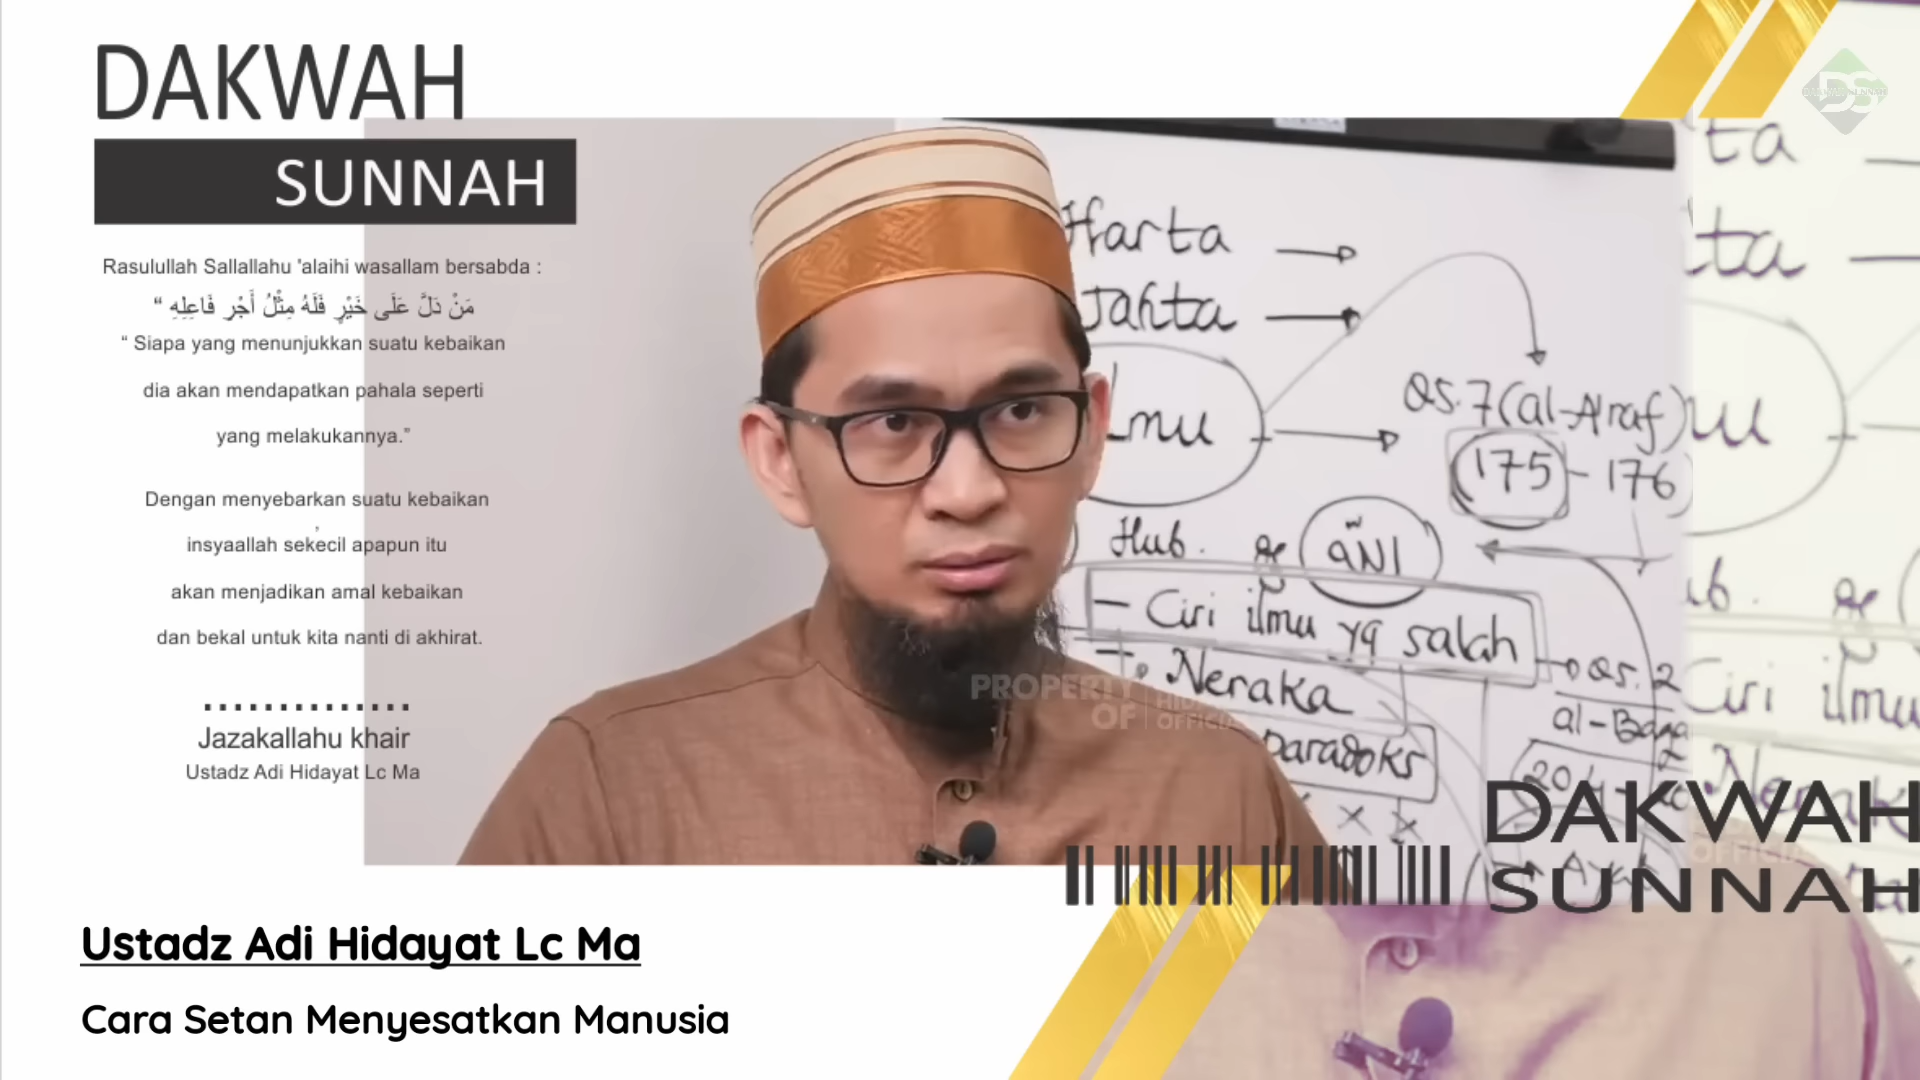 DAKWAH
SUNNAH
Rasulullah Sallallahu 'alaihi wasallam bersabda :
مَنْ دَلَّ عَلَى خَيْرٍ فَلَهُ مِثْلُ أَجْرِ فَاعِلِهِ “
“ Siapa yang menunjukkan suatu kebaikan
dia akan mendapatkan pahala seperti
yang melakukannya.”
Dengan menyebarkan suatu kebaikan
insyaallah sekecil apapun itu
akan menjadikan amal kebaikan
dan bekal untuk kita nanti di akhirat.
..............
Jazakallahu khair
Ustadz Adi Hidayat Lc Ma
Harta
Tahta
QS.7(al-A'raf)
175 - 176
Hub.
- Ciri ilmu yg salah
Neraka
QS. 2
Paradoks
PROPERTY
OF
DS
DAKWAH
SUNNAH
Ustadz Adi Hidayat Lc Ma
Cara Setan Menyesatkan Manusia